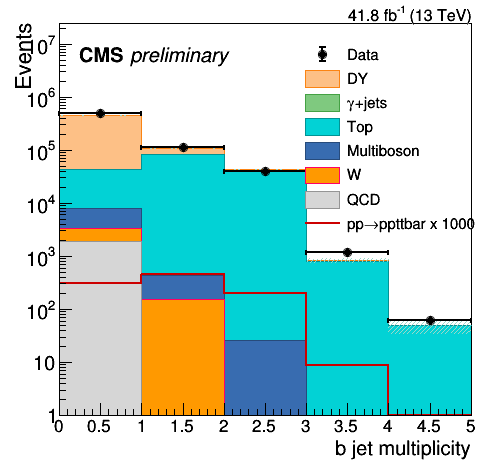 41.8 fb⁻¹ (13 TeV)
Events
CMS preliminary
Data
DY
γ+jets
Top
Multiboson
W
QCD
pp→ppttbar x 1000
10⁷
10⁶
10⁵
10⁴
10³
10²
10
1
0 0.5 1 1.5 2 2.5 3 3.5 4 4.5 5
b jet multiplicity